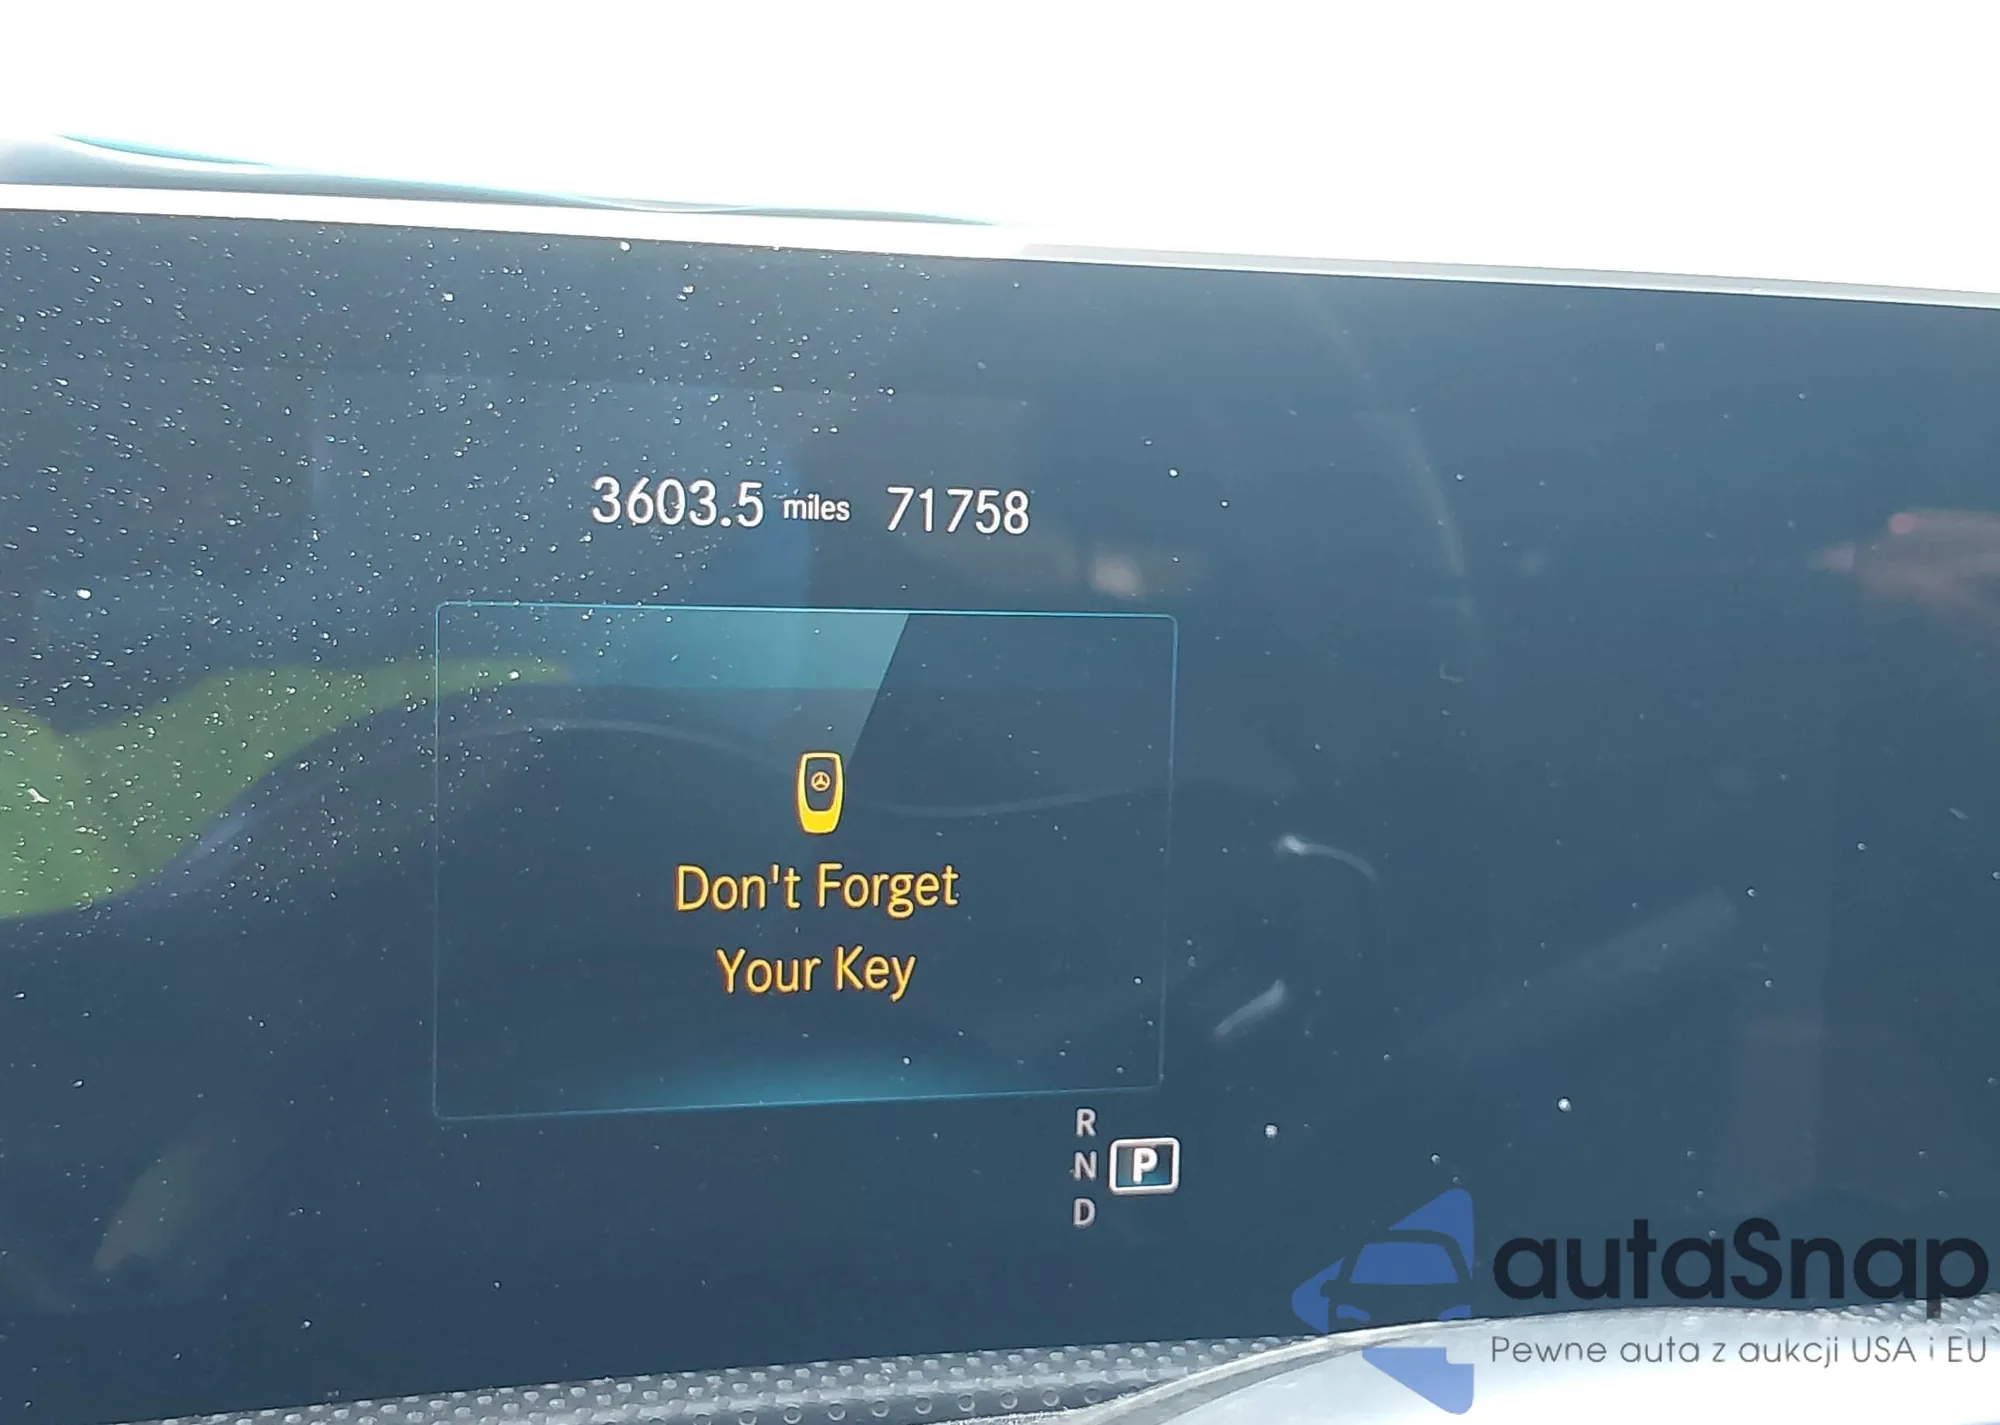 3603.5 miles 71758
Don't Forget
Your Key
R
N P
D
autaSnap
Pewne auta z aukcji USA i EU